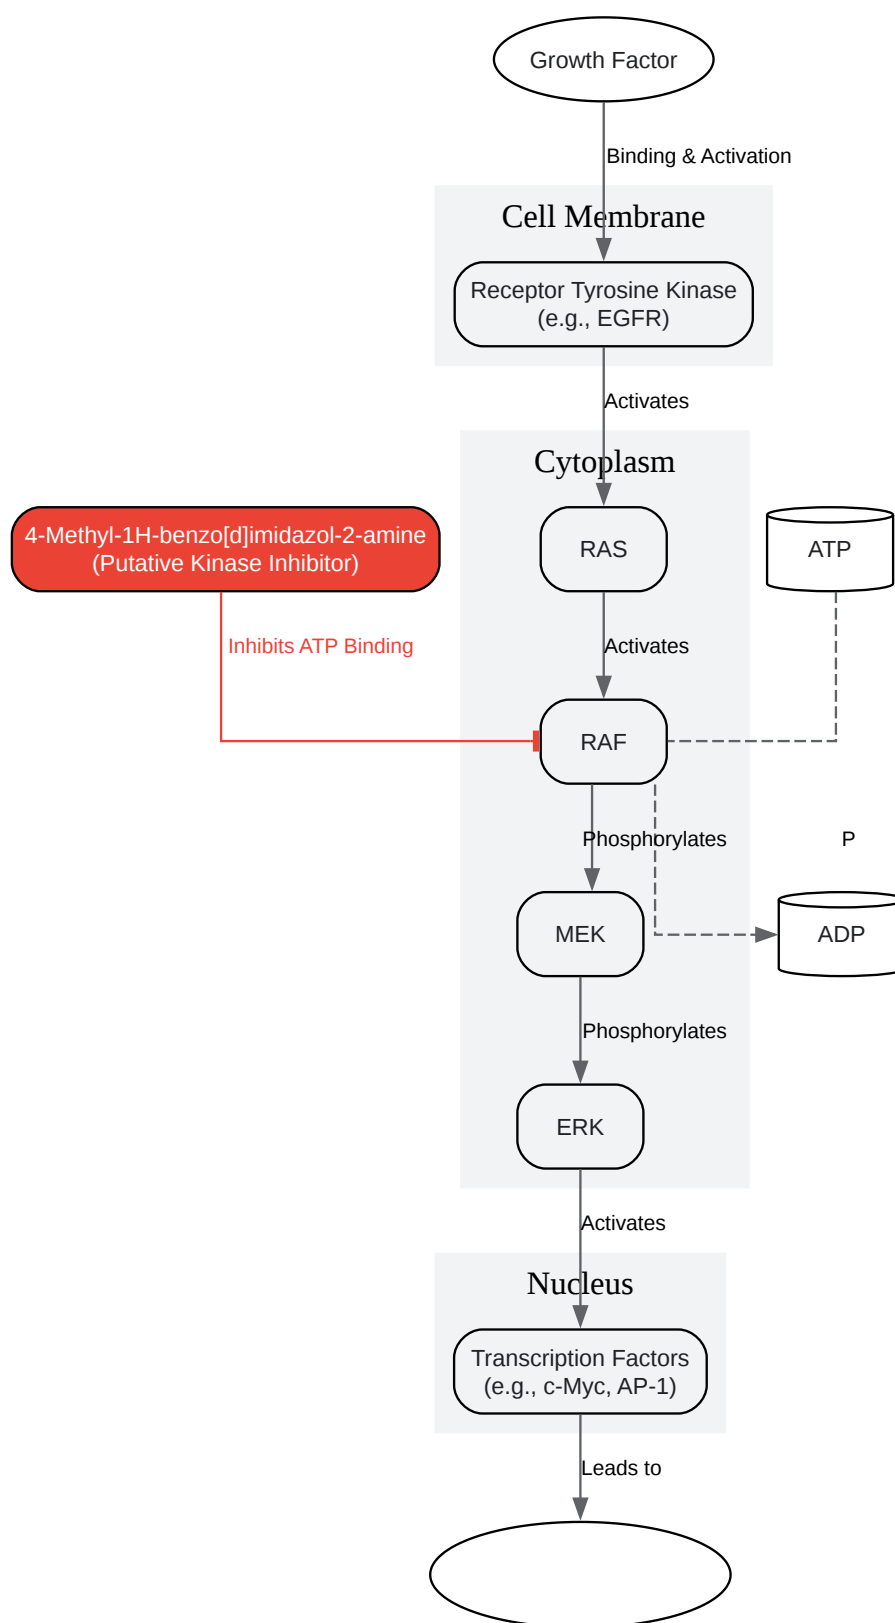 Growth Factor
Binding & Activation
Cell Membrane
Receptor Tyrosine Kinase
(e.g., EGFR)
Activates
Cytoplasm
4-Methyl-1H-benzo[d]imidazol-2-amine
(Putative Kinase Inhibitor)
RAS
ATP
Inhibits ATP Binding
Activates
RAF
Phosphorylates
P
MEK
ADP
Phosphorylates
ERK
Activates
Nucleus
Transcription Factors
(e.g., c-Myc, AP-1)
Leads to